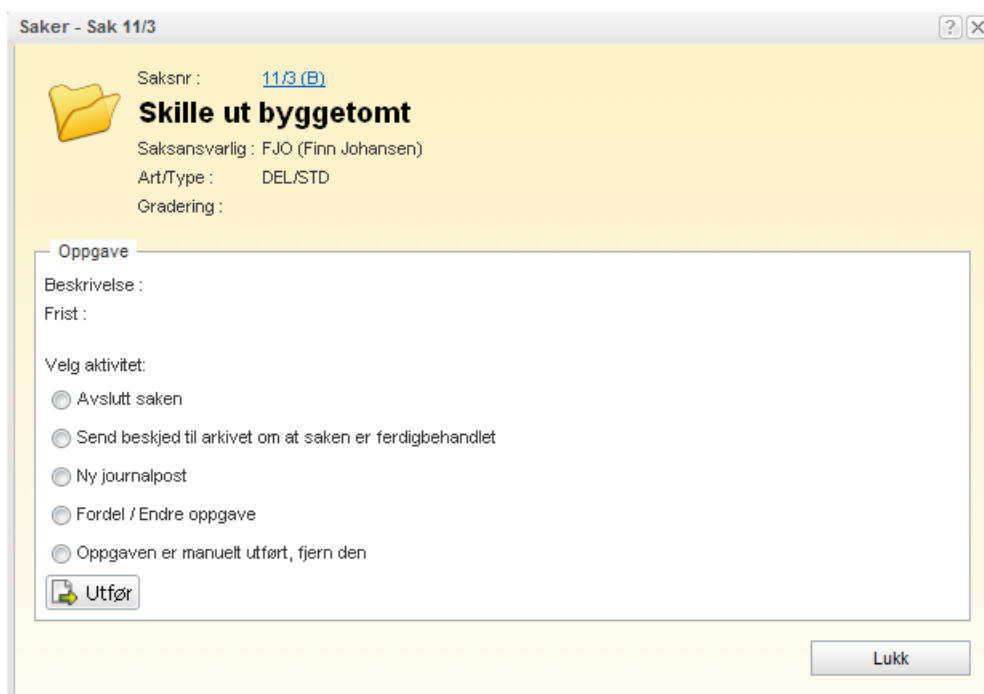 Saker - Sak 11/3
Saksnr : 11/3 (B)
Skille ut byggetomt
Saksansvarlig : FJO (Finn Johansen)
Art/Type : DEL/STD
Gradering :
Oppgave
Beskrivelse :
Frist :
Velg aktivitet:
Avslutt saken
Send beskjed til arkivet om at saken er ferdigbehandlet
Ny journalpost
Fordel / Endre oppgave
Oppgaven er manuelt utført, fjern den
Utfør
Lukk